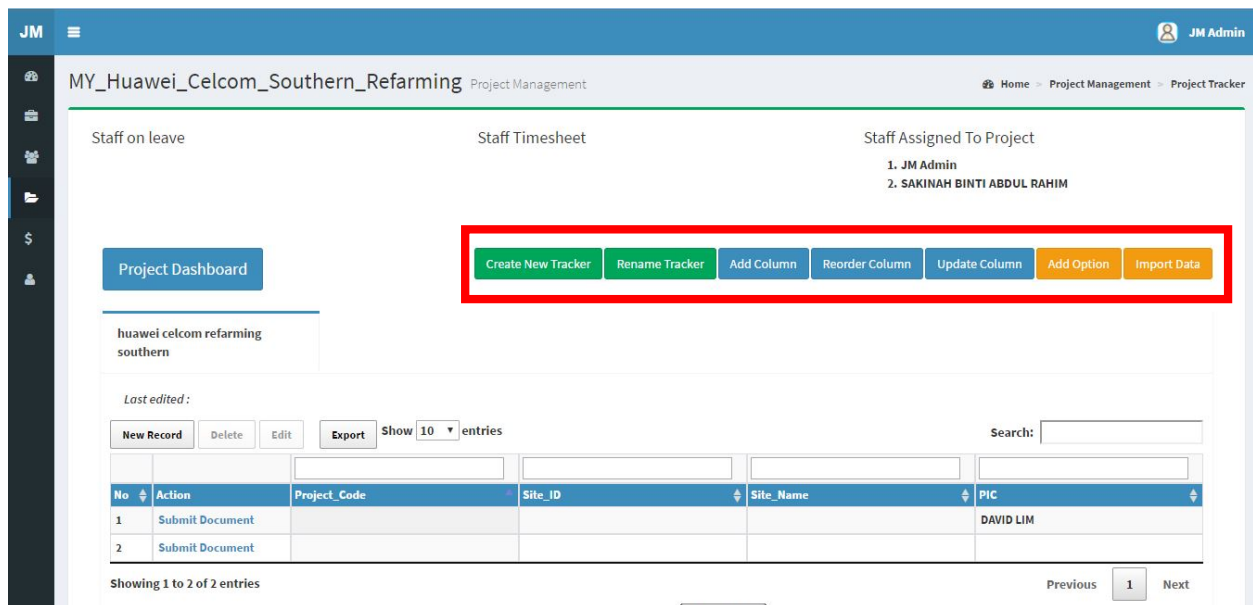 JM
JM Admin
MY_Huawei_Celcom_Southern_Refarming Project Management
Home > Project Management > Project Tracker
Staff on leave
Staff Timesheet
Staff Assigned To Project
1. JM Admin
2. SAKINAH BINTI ABDUL RAHIM
Project Dashboard
Create New Tracker
Rename Tracker
Add Column
Reorder Column
Update Column
Add Option
Import Data
huawei celcom refarming
southern
Last edited :
New Record Delete Edit Export Show 10 entries
Search:
No Action Project_Code Site_ID Site_Name PIC
1 Submit Document DAVID LIM
2 Submit Document
Showing 1 to 2 of 2 entries
Previous 1 Next